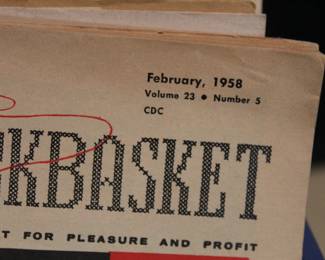 February, 1958
Volume 23 • Number 5
CDC
KBASKET
FOR PLEASURE AND PROFIT